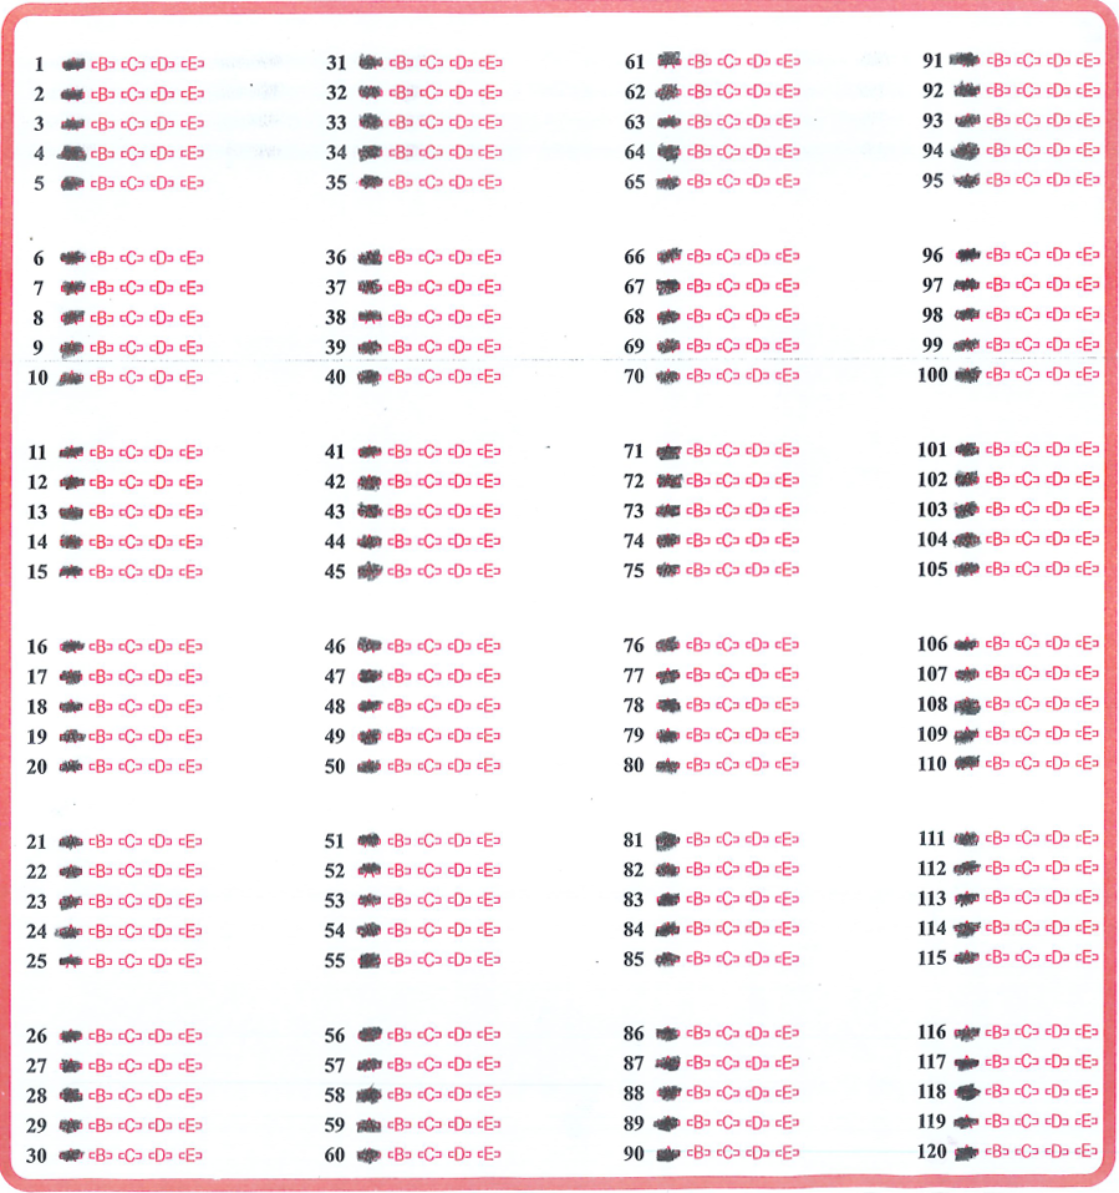 1 [B] [C] [D] [E]
2 [B] [C] [D] [E]
3 [B] [C] [D] [E]
4 [B] [C] [D] [E]
5 [B] [C] [D] [E]
6 [B] [C] [D] [E]
7 [B] [C] [D] [E]
8 [B] [C] [D] [E]
9 [B] [C] [D] [E]
10 [B] [C] [D] [E]
11 [B] [C] [D] [E]
12 [B] [C] [D] [E]
13 [B] [C] [D] [E]
14 [B] [C] [D] [E]
15 [B] [C] [D] [E]
16 [B] [C] [D] [E]
17 [B] [C] [D] [E]
18 [B] [C] [D] [E]
19 [B] [C] [D] [E]
20 [B] [C] [D] [E]
21 [B] [C] [D] [E]
22 [B] [C] [D] [E]
23 [B] [C] [D] [E]
24 [B] [C] [D] [E]
25 [B] [C] [D] [E]
26 [B] [C] [D] [E]
27 [B] [C] [D] [E]
28 [B] [C] [D] [E]
29 [B] [C] [D] [E]
30 [B] [C] [D] [E]
31 [B] [C] [D] [E]
32 [B] [C] [D] [E]
33 [B] [C] [D] [E]
34 [B] [C] [D] [E]
35 [B] [C] [D] [E]
36 [B] [C] [D] [E]
37 [B] [C] [D] [E]
38 [B] [C] [D] [E]
39 [B] [C] [D] [E]
40 [B] [C] [D] [E]
41 [B] [C] [D] [E]
42 [B] [C] [D] [E]
43 [B] [C] [D] [E]
44 [B] [C] [D] [E]
45 [B] [C] [D] [E]
46 [B] [C] [D] [E]
47 [B] [C] [D] [E]
48 [B] [C] [D] [E]
49 [B] [C] [D] [E]
50 [B] [C] [D] [E]
51 [B] [C] [D] [E]
52 [B] [C] [D] [E]
53 [B] [C] [D] [E]
54 [B] [C] [D] [E]
55 [B] [C] [D] [E]
56 [B] [C] [D] [E]
57 [B] [C] [D] [E]
58 [B] [C] [D] [E]
59 [B] [C] [D] [E]
60 [B] [C] [D] [E]
61 [B] [C] [D] [E]
62 [B] [C] [D] [E]
63 [B] [C] [D] [E]
64 [B] [C] [D] [E]
65 [B] [C] [D] [E]
66 [B] [C] [D] [E]
67 [B] [C] [D] [E]
68 [B] [C] [D] [E]
69 [B] [C] [D] [E]
70 [B] [C] [D] [E]
71 [B] [C] [D] [E]
72 [B] [C] [D] [E]
73 [B] [C] [D] [E]
74 [B] [C] [D] [E]
75 [B] [C] [D] [E]
76 [B] [C] [D] [E]
77 [B] [C] [D] [E]
78 [B] [C] [D] [E]
79 [B] [C] [D] [E]
80 [B] [C] [D] [E]
81 [B] [C] [D] [E]
82 [B] [C] [D] [E]
83 [B] [C] [D] [E]
84 [B] [C] [D] [E]
85 [B] [C] [D] [E]
86 [B] [C] [D] [E]
87 [B] [C] [D] [E]
88 [B] [C] [D] [E]
89 [B] [C] [D] [E]
90 [B] [C] [D] [E]
91 [B] [C] [D] [E]
92 [B] [C] [D] [E]
93 [B] [C] [D] [E]
94 [B] [C] [D] [E]
95 [B] [C] [D] [E]
96 [B] [C] [D] [E]
97 [B] [C] [D] [E]
98 [B] [C] [D] [E]
99 [B] [C] [D] [E]
100 [B] [C] [D] [E]
101 [B] [C] [D] [E]
102 [B] [C] [D] [E]
103 [B] [C] [D] [E]
104 [B] [C] [D] [E]
105 [B] [C] [D] [E]
106 [B] [C] [D] [E]
107 [B] [C] [D] [E]
108 [B] [C] [D] [E]
109 [B] [C] [D] [E]
110 [B] [C] [D] [E]
111 [B] [C] [D] [E]
112 [B] [C] [D] [E]
113 [B] [C] [D] [E]
114 [B] [C] [D] [E]
115 [B] [C] [D] [E]
116 [B] [C] [D] [E]
117 [B] [C] [D] [E]
118 [B] [C] [D] [E]
119 [B] [C] [D] [E]
120 [B] [C] [D] [E]